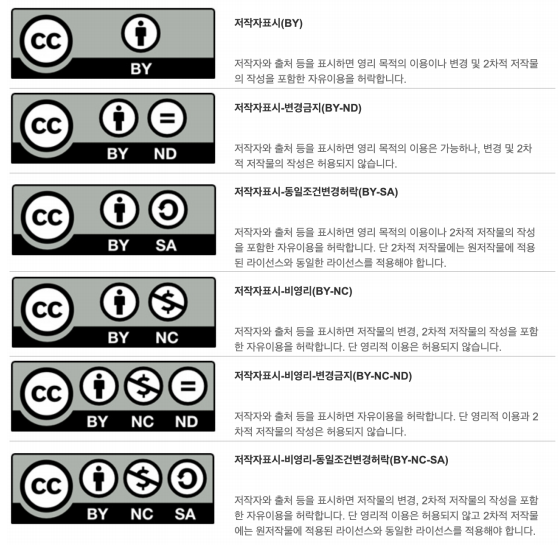 저작자표시(BY)
cc
BY
저작자와 출처 등을 표시하면 영리 목적의 이용이나 변경 및 2차적 저작물
의 작성을 포함한 자유이용을 허락합니다.
저작자표시-변경금지(BY-ND)
cc
BY ND
저작자와 출처 등을 표시하면 영리 목적의 이용은 가능하나, 변경 및 2차
적 저작물의 작성은 허용되지 않습니다.
저작자표시-동일조건변경허락(BY-SA)
cc
BY SA
저작자와 출처 등을 표시하면 영리 목적의 이용이나 2차적 저작물의 작성
을 포함한 자유이용을 허락합니다. 단 2차적 저작물에는 원저작물에 적용
된 라이선스와 동일한 라이선스를 적용해야 합니다.
저작자표시-비영리(BY-NC)
cc
BY NC
저작자와 출처 등을 표시하면 저작물의 변경, 2차적 저작물의 작성을 포함
한 자유이용을 허락합니다. 단 영리적 이용은 허용되지 않습니다.
저작자표시-비영리-변경금지(BY-NC-ND)
cc
BY NC ND
저작자와 출처 등을 표시하면 자유이용을 허락합니다. 단 영리적 이용과 2
차적 저작물의 작성은 허용되지 않습니다.
저작자표시-비영리-동일조건변경허락(BY-NC-SA)
cc
BY NC SA
저작자와 출처 등을 표시하면 저작물의 변경, 2차적 저작물의 작성을 포함
한 자유이용을 허락합니다. 단 영리적 이용은 허용되지 않고 2차적 저작물
에는 원저작물에 적용된 라이선스와 동일한 라이선스를 적용해야 합니다.